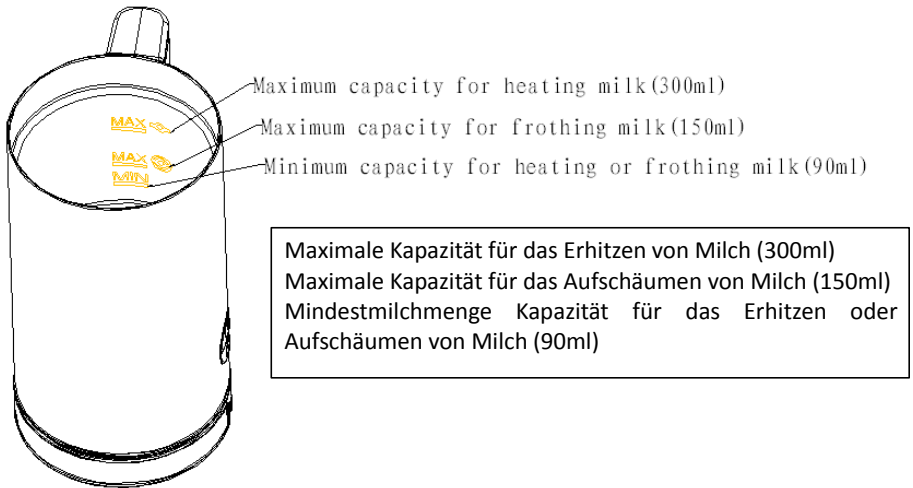 MAX
Maximum capacity for heating milk(300ml)
MAX
Maximum capacity for frothing milk(150ml)
MIN
Minimum capacity for heating or frothing milk(90ml)
Maximale Kapazität für das Erhitzen von Milch (300ml)
Maximale Kapazität für das Aufschäumen von Milch (150ml)
Mindestmilchmenge Kapazität für das Erhitzen oder
Aufschäumen von Milch (90ml)